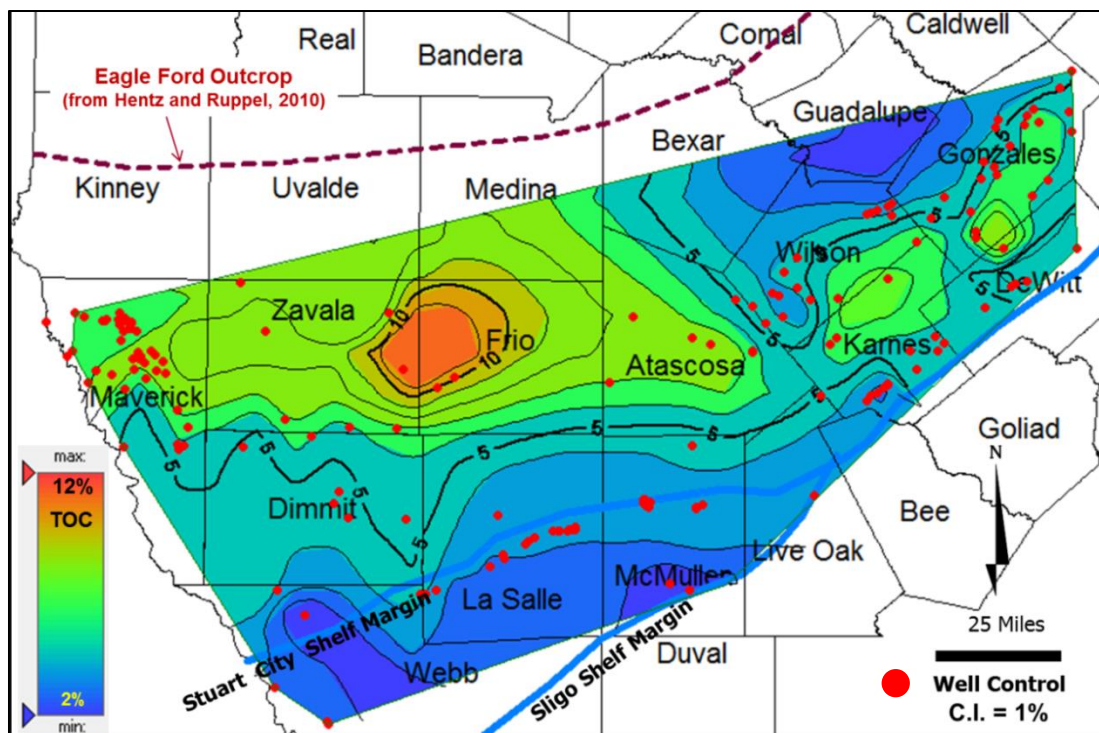 Real
Bandera
Comal
Caldwell
Eagle Ford Outcrop
(from Hentz and Ruppel, 2010)
Guadalupe
Bexar
Gonzales
Kinney
Uvalde
Medina
5
5
5
Wilson
DeWitt
5
Zavala
10
Frio
10
Atascosa
5
Karnes
Maverick
5
5
5
5
5
5
Goliad
N
max:
12%
TOC
2%
min:
Dimmit
5
Bee
Live Oak
McMullen
La Salle
Stuart City Shelf Margin
Webb
Sligo Shelf Margin
Duval
25 Miles
Well Control
C.I. = 1%